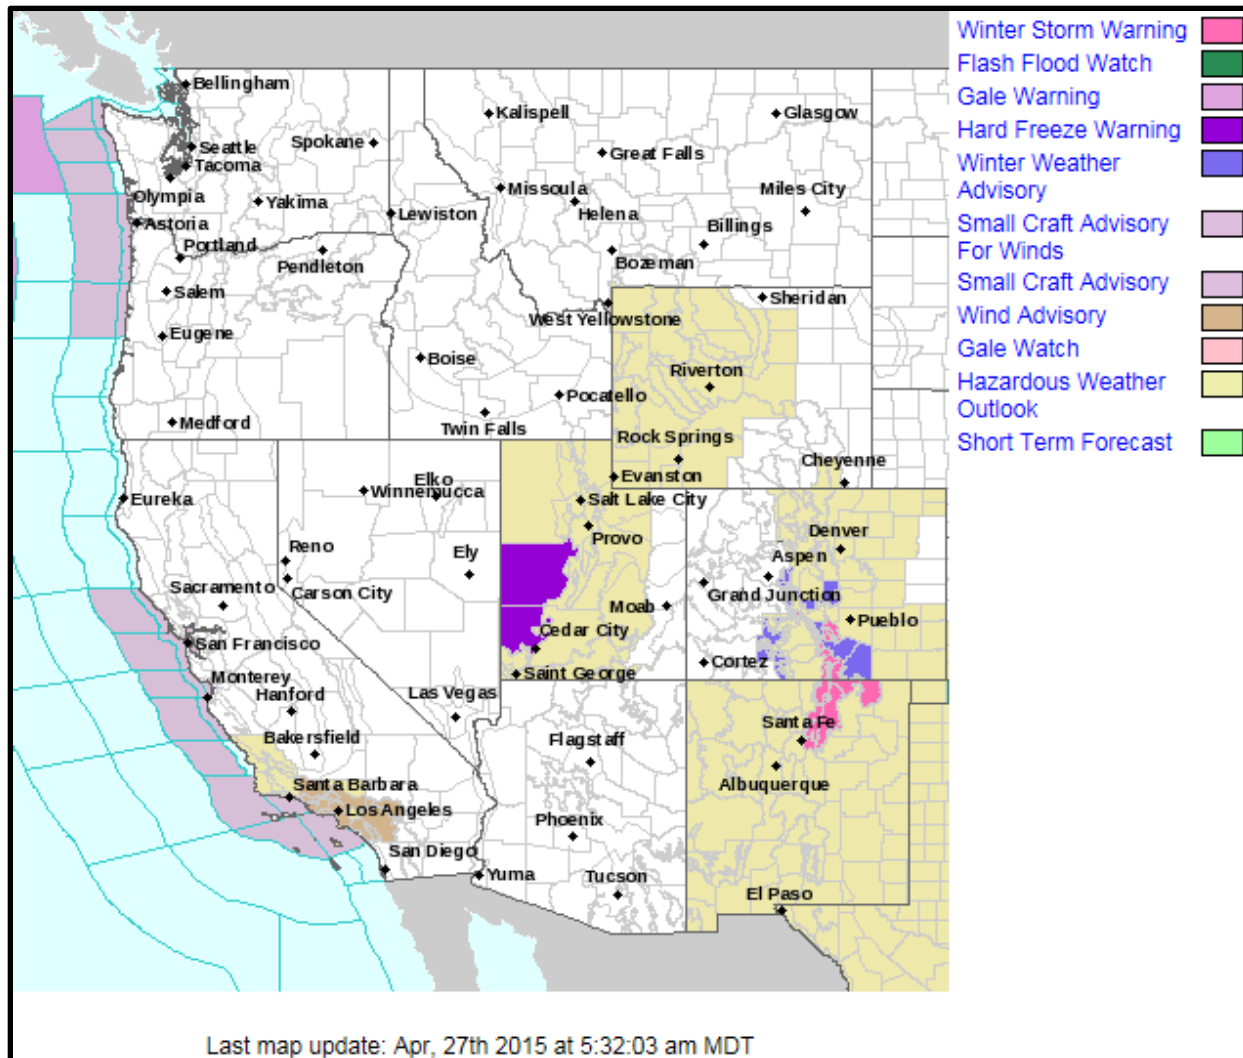 Winter Storm Warning
Flash Flood Watch
Gale Warning
Hard Freeze Warning
Winter Weather
Advisory
Small Craft Advisory
For Winds
Small Craft Advisory
Wind Advisory
Gale Watch
Hazardous Weather
Outlook
Short Term Forecast
Bellingham
Kalispell
Glasgow
Seattle
Spokane
Great Falls
Tacoma
Missoula
Miles City
Olympia
Yakima
Lewiston
Helena
Astoria
Billings
Portland
Pendleton
Bozeman
Salem
Sheridan
West Yellowstone
Eugene
Boise
Riverton
Pocatello
Medford
Twin Falls
Rock Springs
Cheyenne
Evanston
Elko
Winnemucca
Eureka
Salt Lake City
Provo
Denver
Reno
Ely
Aspen
Sacramento
Carson City
Grand Junction
Moab
Pueblo
Cedar City
San Francisco
Cortez
Monterey
Saint George
Hanford
Las Vegas
Santa Fe
Bakersfield
Flagstaff
Santa Barbara
Albuquerque
Los Angeles
Phoenix
San Diego
Yuma
Tucson
El Paso
Last map update: Apr, 27th 2015 at 5:32:03 am MDT